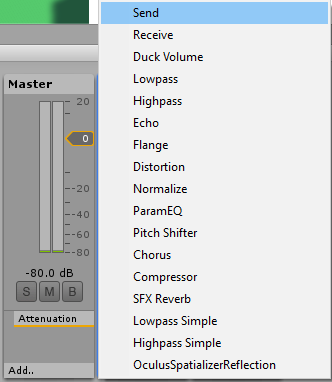 Master
20
0
-20
-40
-60
-80
-80.0 dB
S M B
Attenuation
Add..
Send
Receive
Duck Volume
Lowpass
Highpass
Echo
Flange
Distortion
Normalize
ParamEQ
Pitch Shifter
Chorus
Compressor
SFX Reverb
Lowpass Simple
Highpass Simple
OculusSpatializerReflection